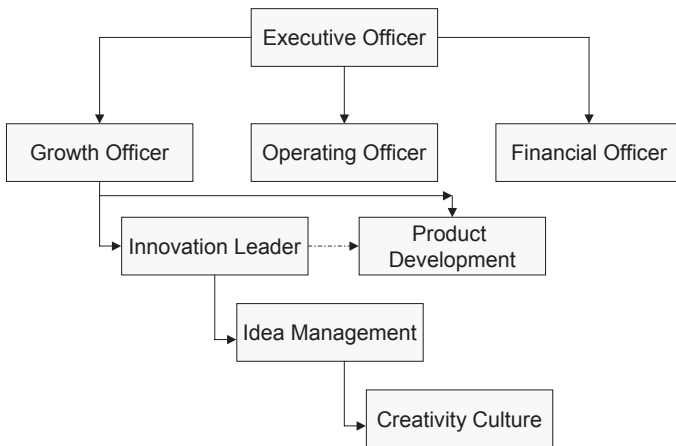 Executive Officer
Growth Officer
Operating Officer
Financial Officer
Innovation Leader
Product
Development
Idea Management
Creativity Culture